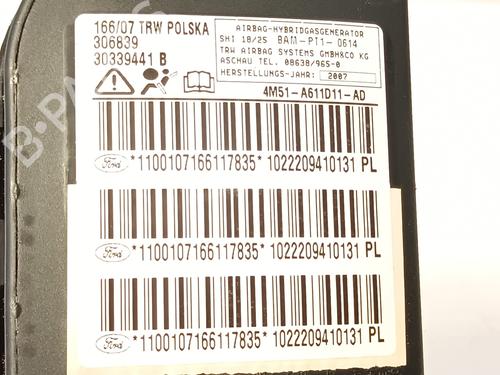 166/07 TRW POLSKA
306839
30339441 B
AIRBAG-HYBRIDGASGENERATOR
SHI 18/25 BAM-PT1-0614
TRW AIRBAG SYSTEMS GMBH&CO KG
ASCHAU TEL. 08638/965-0
HERSTELLUNGS-JAHR: 2007
4M51-A611D11-AD
Ford *1100107166117835* 1022209410131 PL
Ford *1100107166117835* 1022209410131 PL
Ford *1100107166117835* 1022209410131 PL